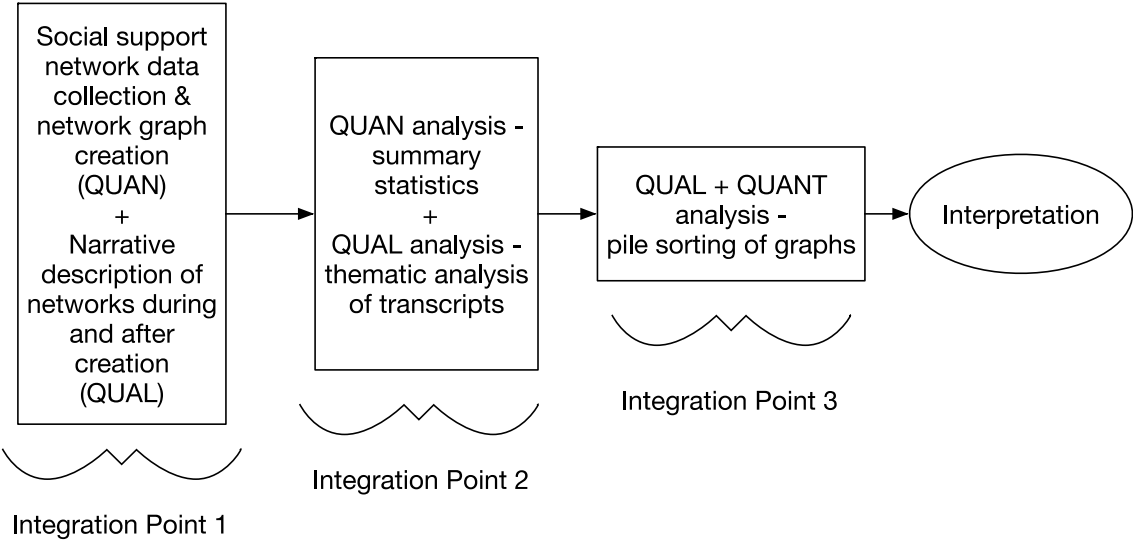 Social support
network data
collection &
network graph
creation
(QUAN)
+
Narrative
description of
networks during
and after
creation
(QUAL)
Integration Point 1
QUAN analysis -
summary
statistics
+
QUAL analysis -
thematic analysis
of transcripts
Integration Point 2
QUAL + QUANT
analysis -
pile sorting of graphs
Integration Point 3
Interpretation